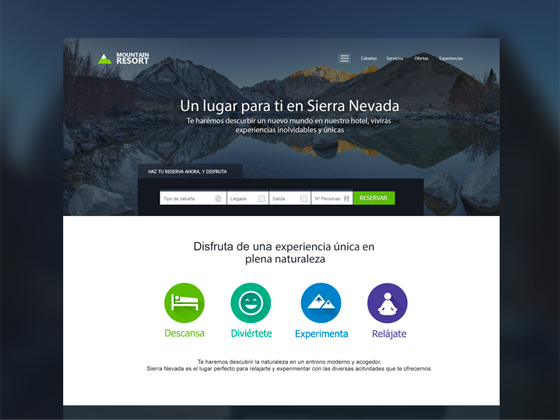 MOUNTAIN
RESORT
Cabañas Servicios Ofertas Experiencias
Un lugar para ti en Sierra Nevada
Te harémos descurbir un nuevo mundo en nuestro hotel, vivirás
experiencias inolvidables y únicas
HAZ TU RESERVA AHORA, Y DISFRUTA
Tipo de cabaña Llegada Salida Nº Personas RESERVAR
Disfruta de una experiencia única en
plena naturaleza
Descansa Diviértete Experimenta Relájate
Te haremos descubrir la naturaleza en un entrono moderno y acogedor.
Sierra Nevada es el lugar perfecto para relajarte y experimentar con las diversas acitvidades que te ofrecemos.